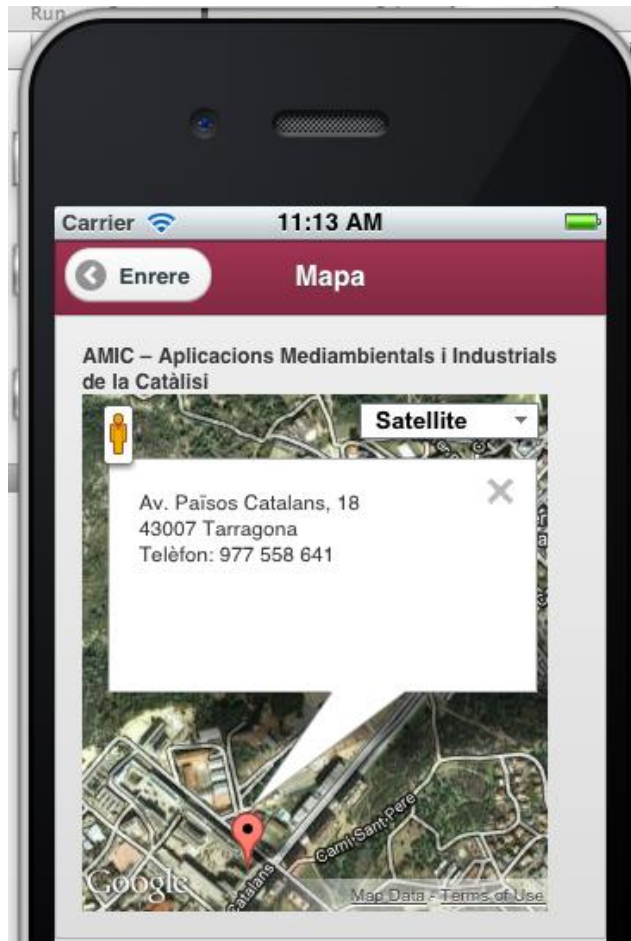 Run
Carrier 11:13 AM
Enrere Mapa
AMIC – Aplicacions Mediambientals i Industrials
de la Catàlisi
Satellite
Av. Països Catalans, 18
43007 Tarragona
Telèfon: 977 558 641
Camí Sant Pere
Catalans
Google
Map Data - Terms of Use